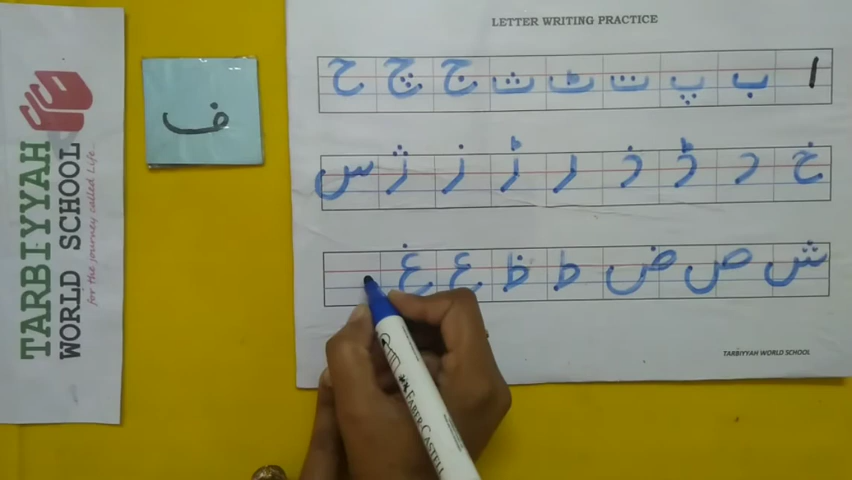 LETTER WRITING PRACTICE
ا ب پ ت ٹ ث ج چ ح
خ د ڈ ذ ر ڑ ز ژ س
ش ص ض ط ظ ع غ
TARBIYYAH WORLD SCHOOL
ف
TARBIYYAH
WORLD SCHOOL
for the journey called Life...
FABER CASTELL